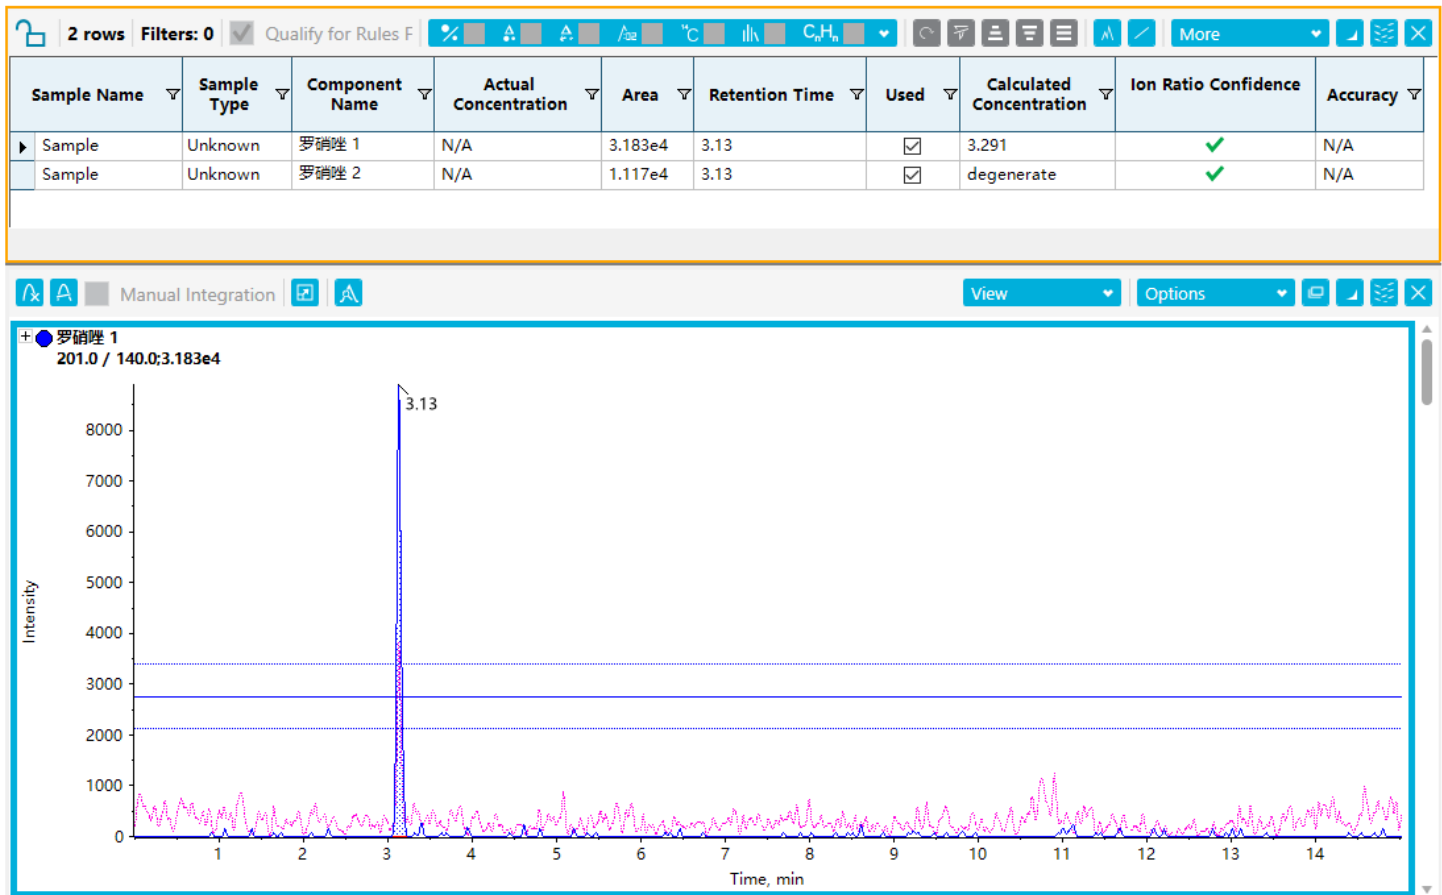 2 rows Filters: 0 Qualify for Rules F CₙHₙ More
Sample Name Sample Type Component Name Actual Concentration Area Retention Time Used Calculated Concentration Ion Ratio Confidence Accuracy
Sample Unknown 罗硝唑 1 N/A 3.183e4 3.13 3.291 N/A
Sample Unknown 罗硝唑 2 N/A 1.117e4 3.13 degenerate N/A
Manual Integration View Options
罗硝唑 1
201.0 / 140.0;3.183e4
3.13
8000
7000
6000
5000
4000
3000
2000
1000
0
Intensity
1 2 3 4 5 6 7 8 9 10 11 12 13 14
Time, min